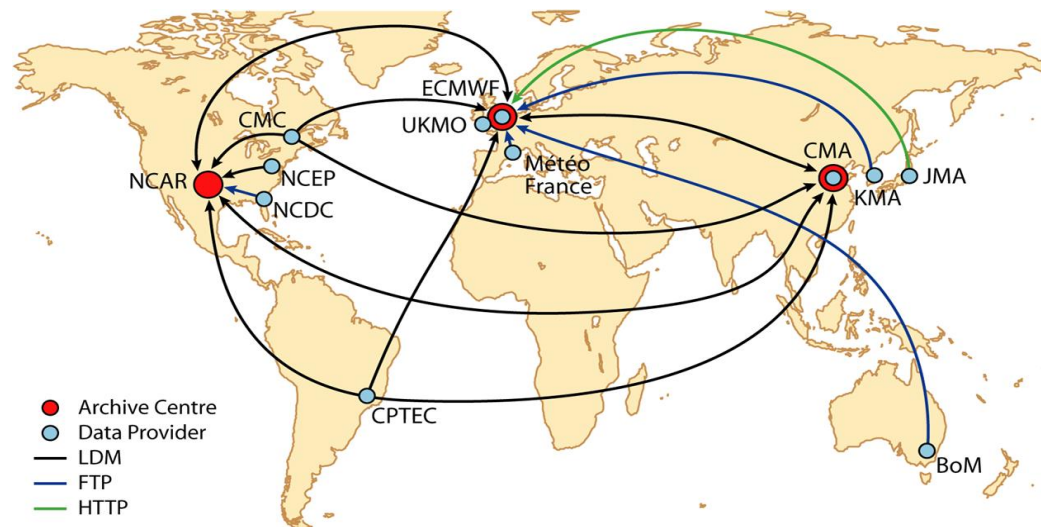 ECMWF
CMC
UKMO
CMA
NCAR
NCEP
Météo
France
JMA
KMA
NCDC
CPTEC
BoM
Archive Centre
Data Provider
LDM
FTP
HTTP